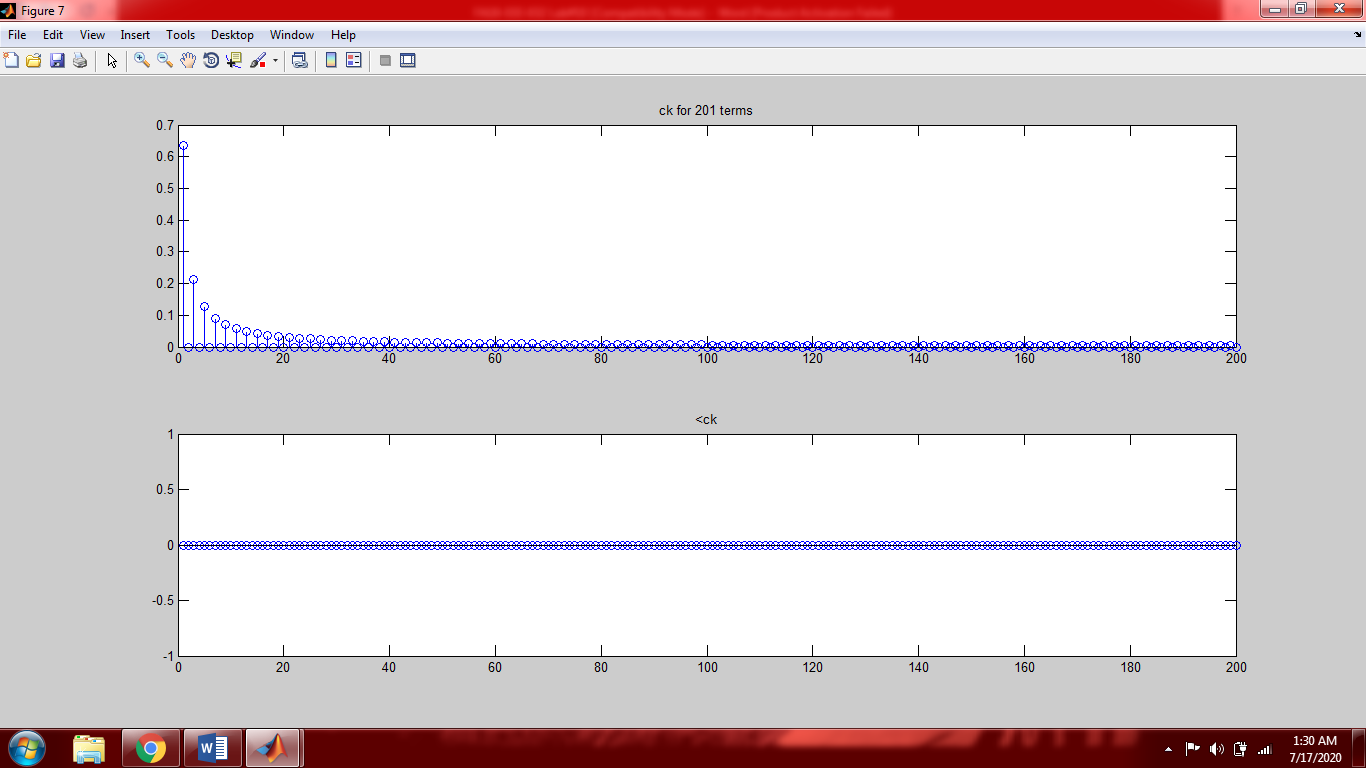 Figure 7
File Edit View Insert Tools Desktop Window Help
ck for 201 terms
0.7
0.6
0.5
0.4
0.3
0.2
0.1
0
0 20 40 60 80 100 120 140 160 180 200
<ck
1
0.5
0
-0.5
-1
0 20 40 60 80 100 120 140 160 180 200
1:30 AM
7/17/2020